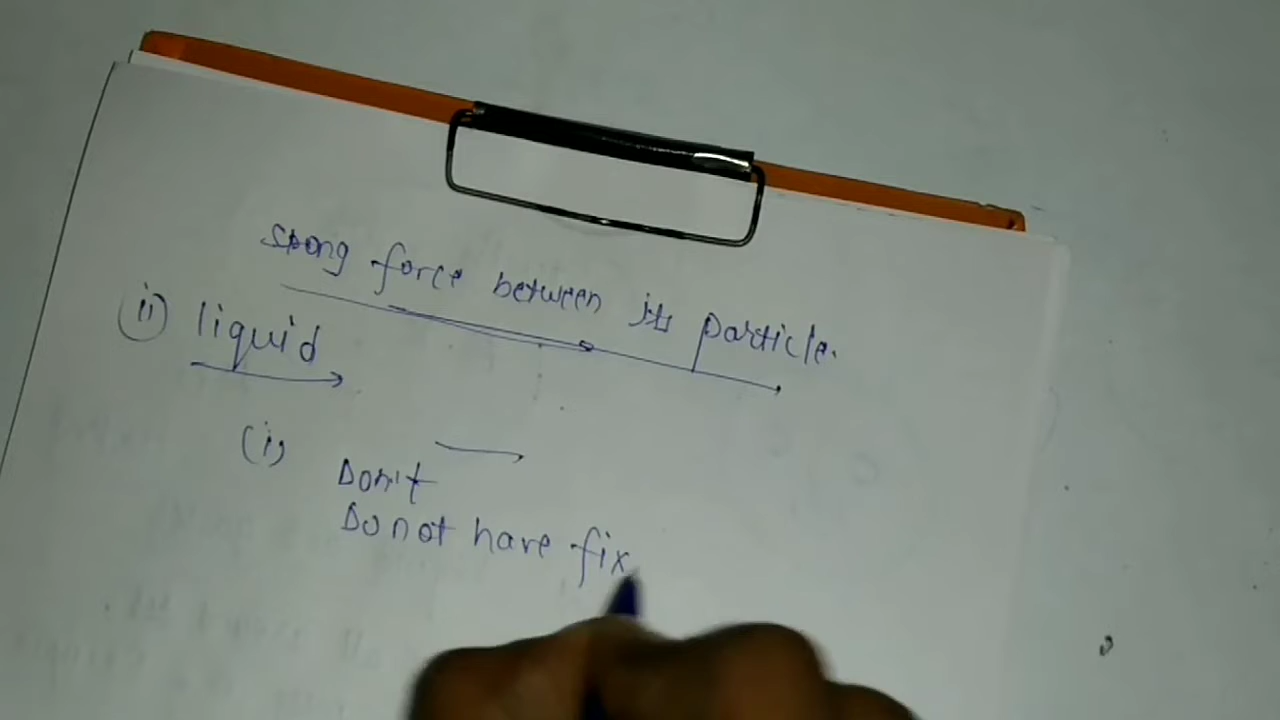 strong force between its particle.
ii) liquid
(i)
Don't
Do not have fix